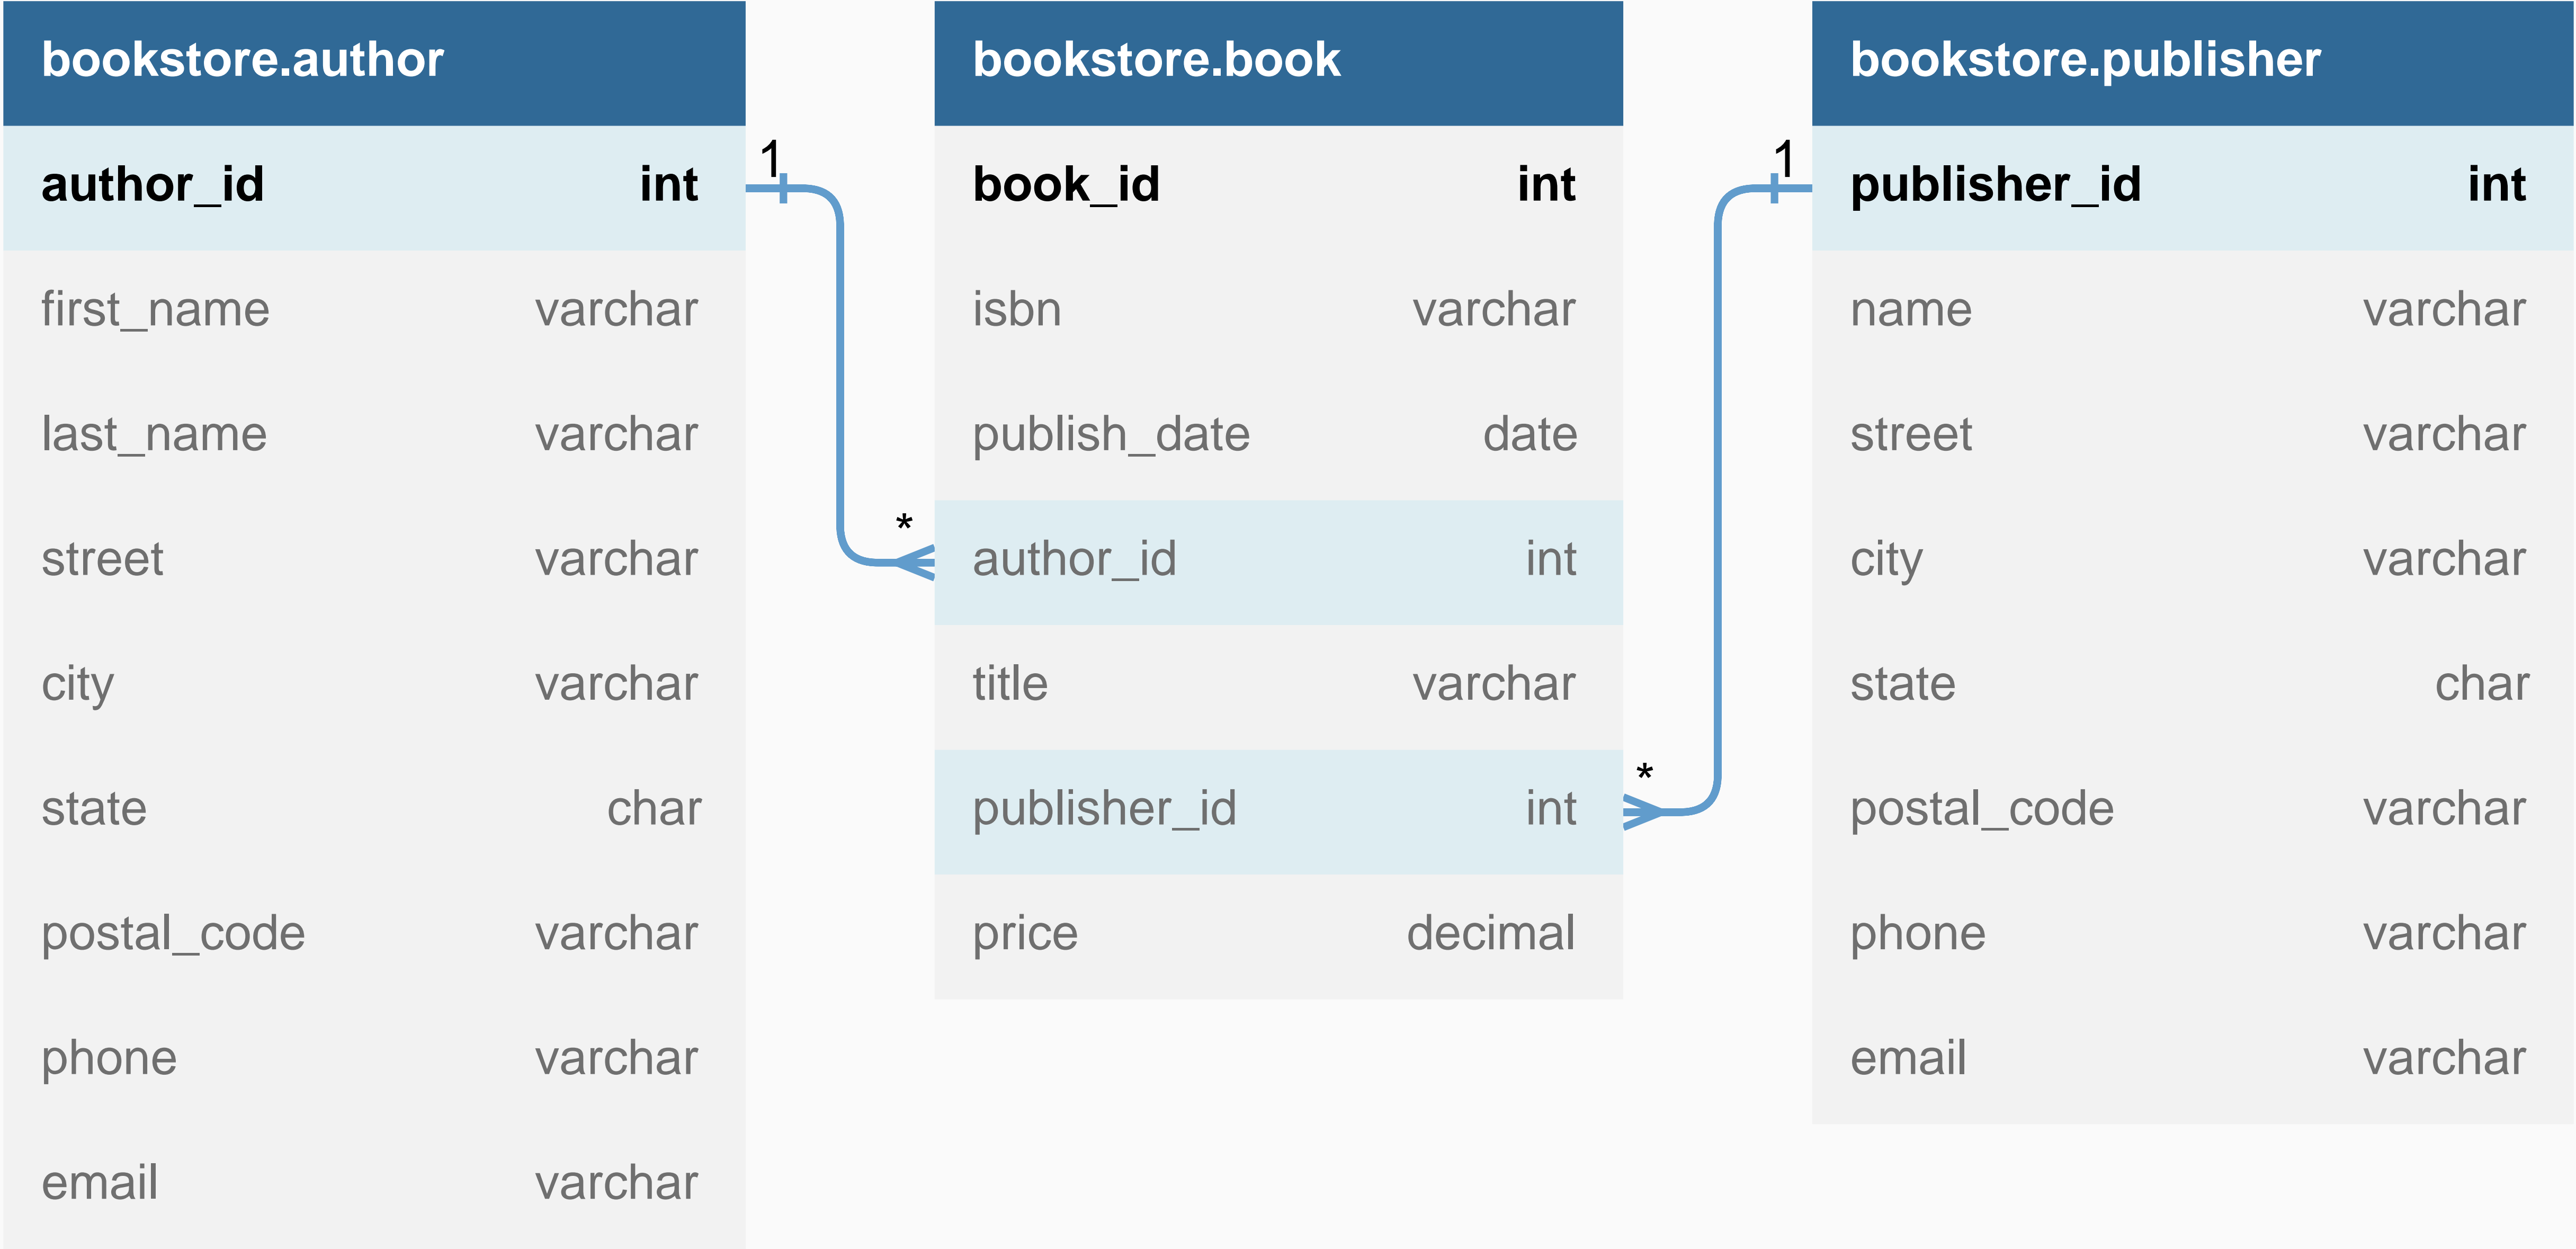 bookstore.author
author_id int
first_name varchar
last_name varchar
street varchar
city varchar
state char
postal_code varchar
phone varchar
email varchar
1
*
bookstore.book
book_id int
isbn varchar
publish_date date
author_id int
title varchar
publisher_id int
price decimal
1
*
bookstore.publisher
publisher_id int
name varchar
street varchar
city varchar
state char
postal_code varchar
phone varchar
email varchar